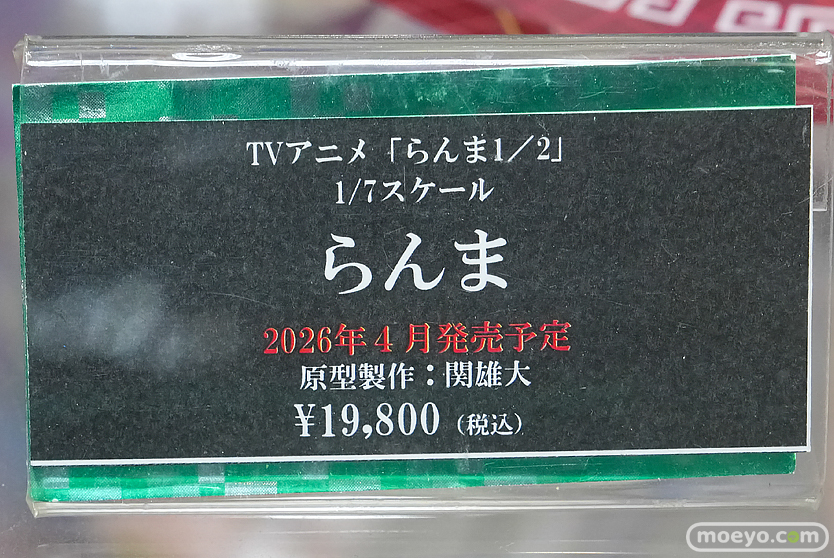 TVアニメ「らんま1／2」
1/7スケール
らんま
2026年4月発売予定
原型製作：関雄大
¥19,800（税込）
moeyo.com